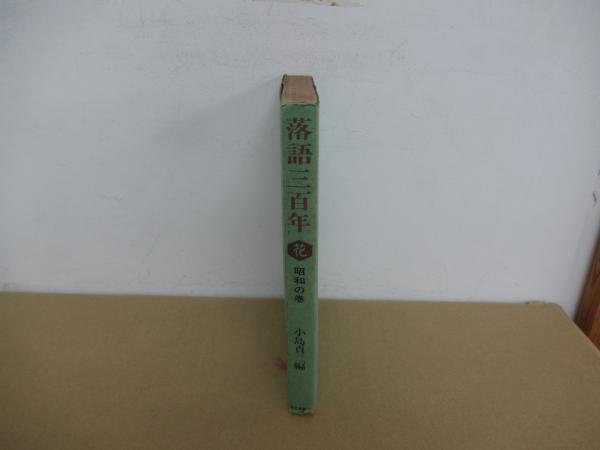 落語三百年
花
昭和の巻
小島貞二編